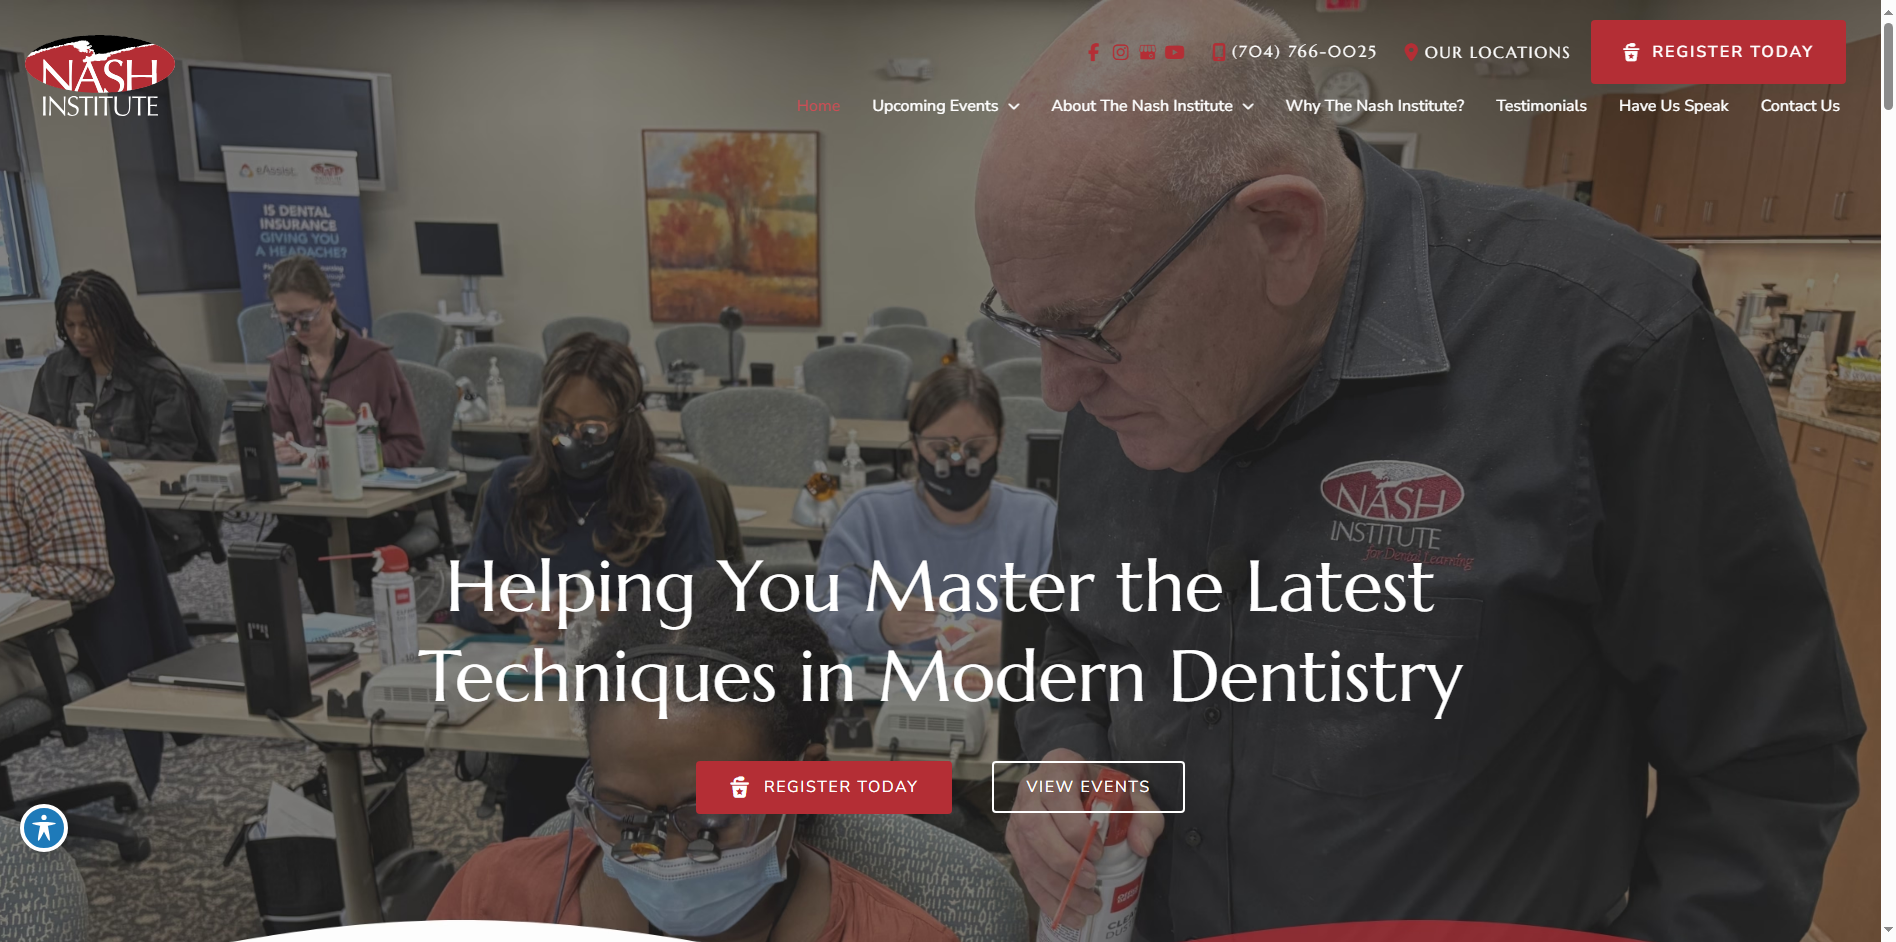 NASH
INSTITUTE
(704) 766-0025
OUR LOCATIONS
REGISTER TODAY
Home
Upcoming Events
About The Nash Institute
Why The Nash Institute?
Testimonials
Have Us Speak
Contact Us
eAssist
IS DENTAL
INSURANCE
GIVING YOU
A HEADACHE?
NASH
INSTITUTE
for Dental Learning
Helping You Master the Latest
Techniques in Modern Dentistry
REGISTER TODAY
VIEW EVENTS